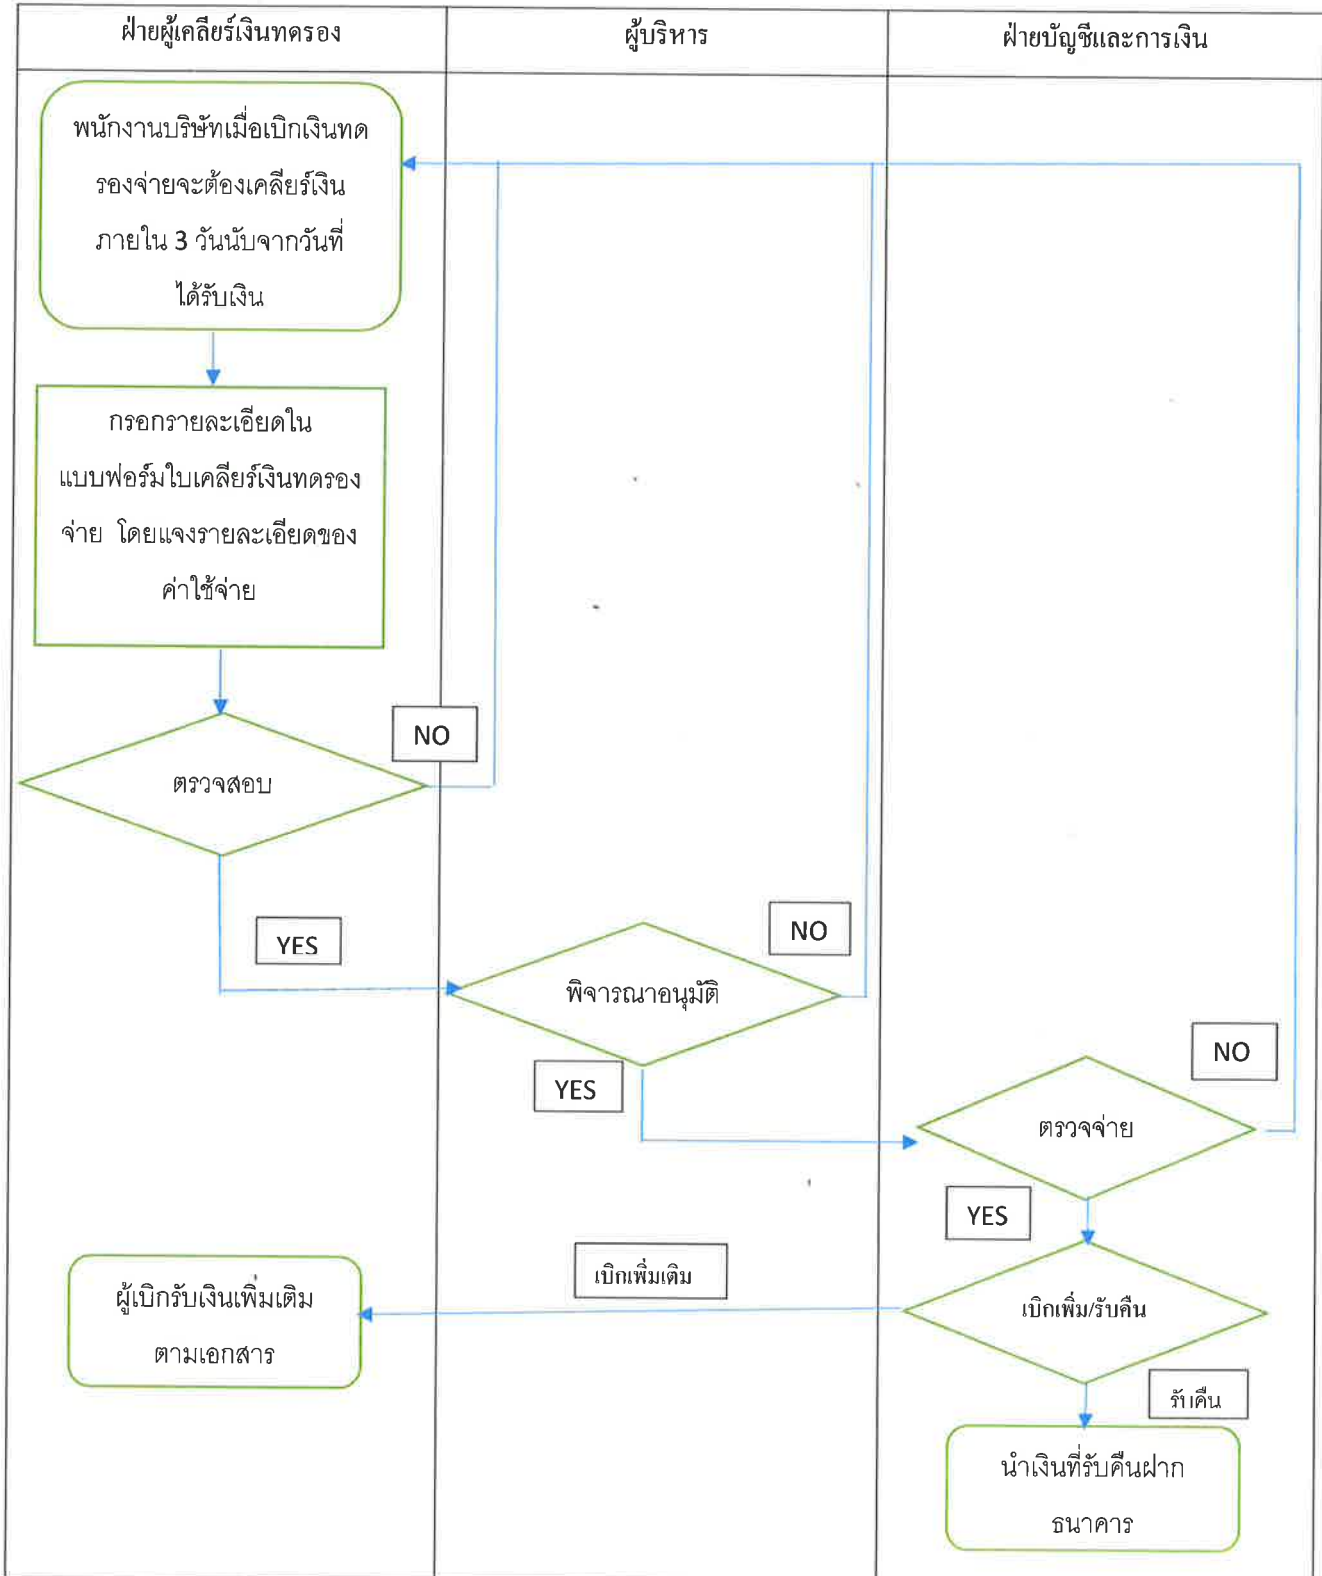 ฝ่ายผู้เคลียร์เงินทดรอง
ผู้บริหาร
ฝ่ายบัญชีและการเงิน
พนักงานบริษัทเมื่อเบิกเงินทด
รองจ่ายจะต้องเคลียร์เงิน
ภายใน 3 วันนับจากวันที่
ได้รับเงิน
กรอกรายละเอียดใน
แบบฟอร์มใบเคลียร์เงินทดรอง
จ่าย โดยแจงรายละเอียดของ
ค่าใช้จ่าย
NO
ตรวจสอบ
YES
NO
พิจารณาอนุมัติ
YES
NO
ตรวจจ่าย
YES
เบิกเพิ่มเติม
ผู้เบิกรับเงินเพิ่มเติม
ตามเอกสาร
เบิกเพิ่ม/รับคืน
รับคืน
นำเงินที่รับคืนฝาก
ธนาคาร